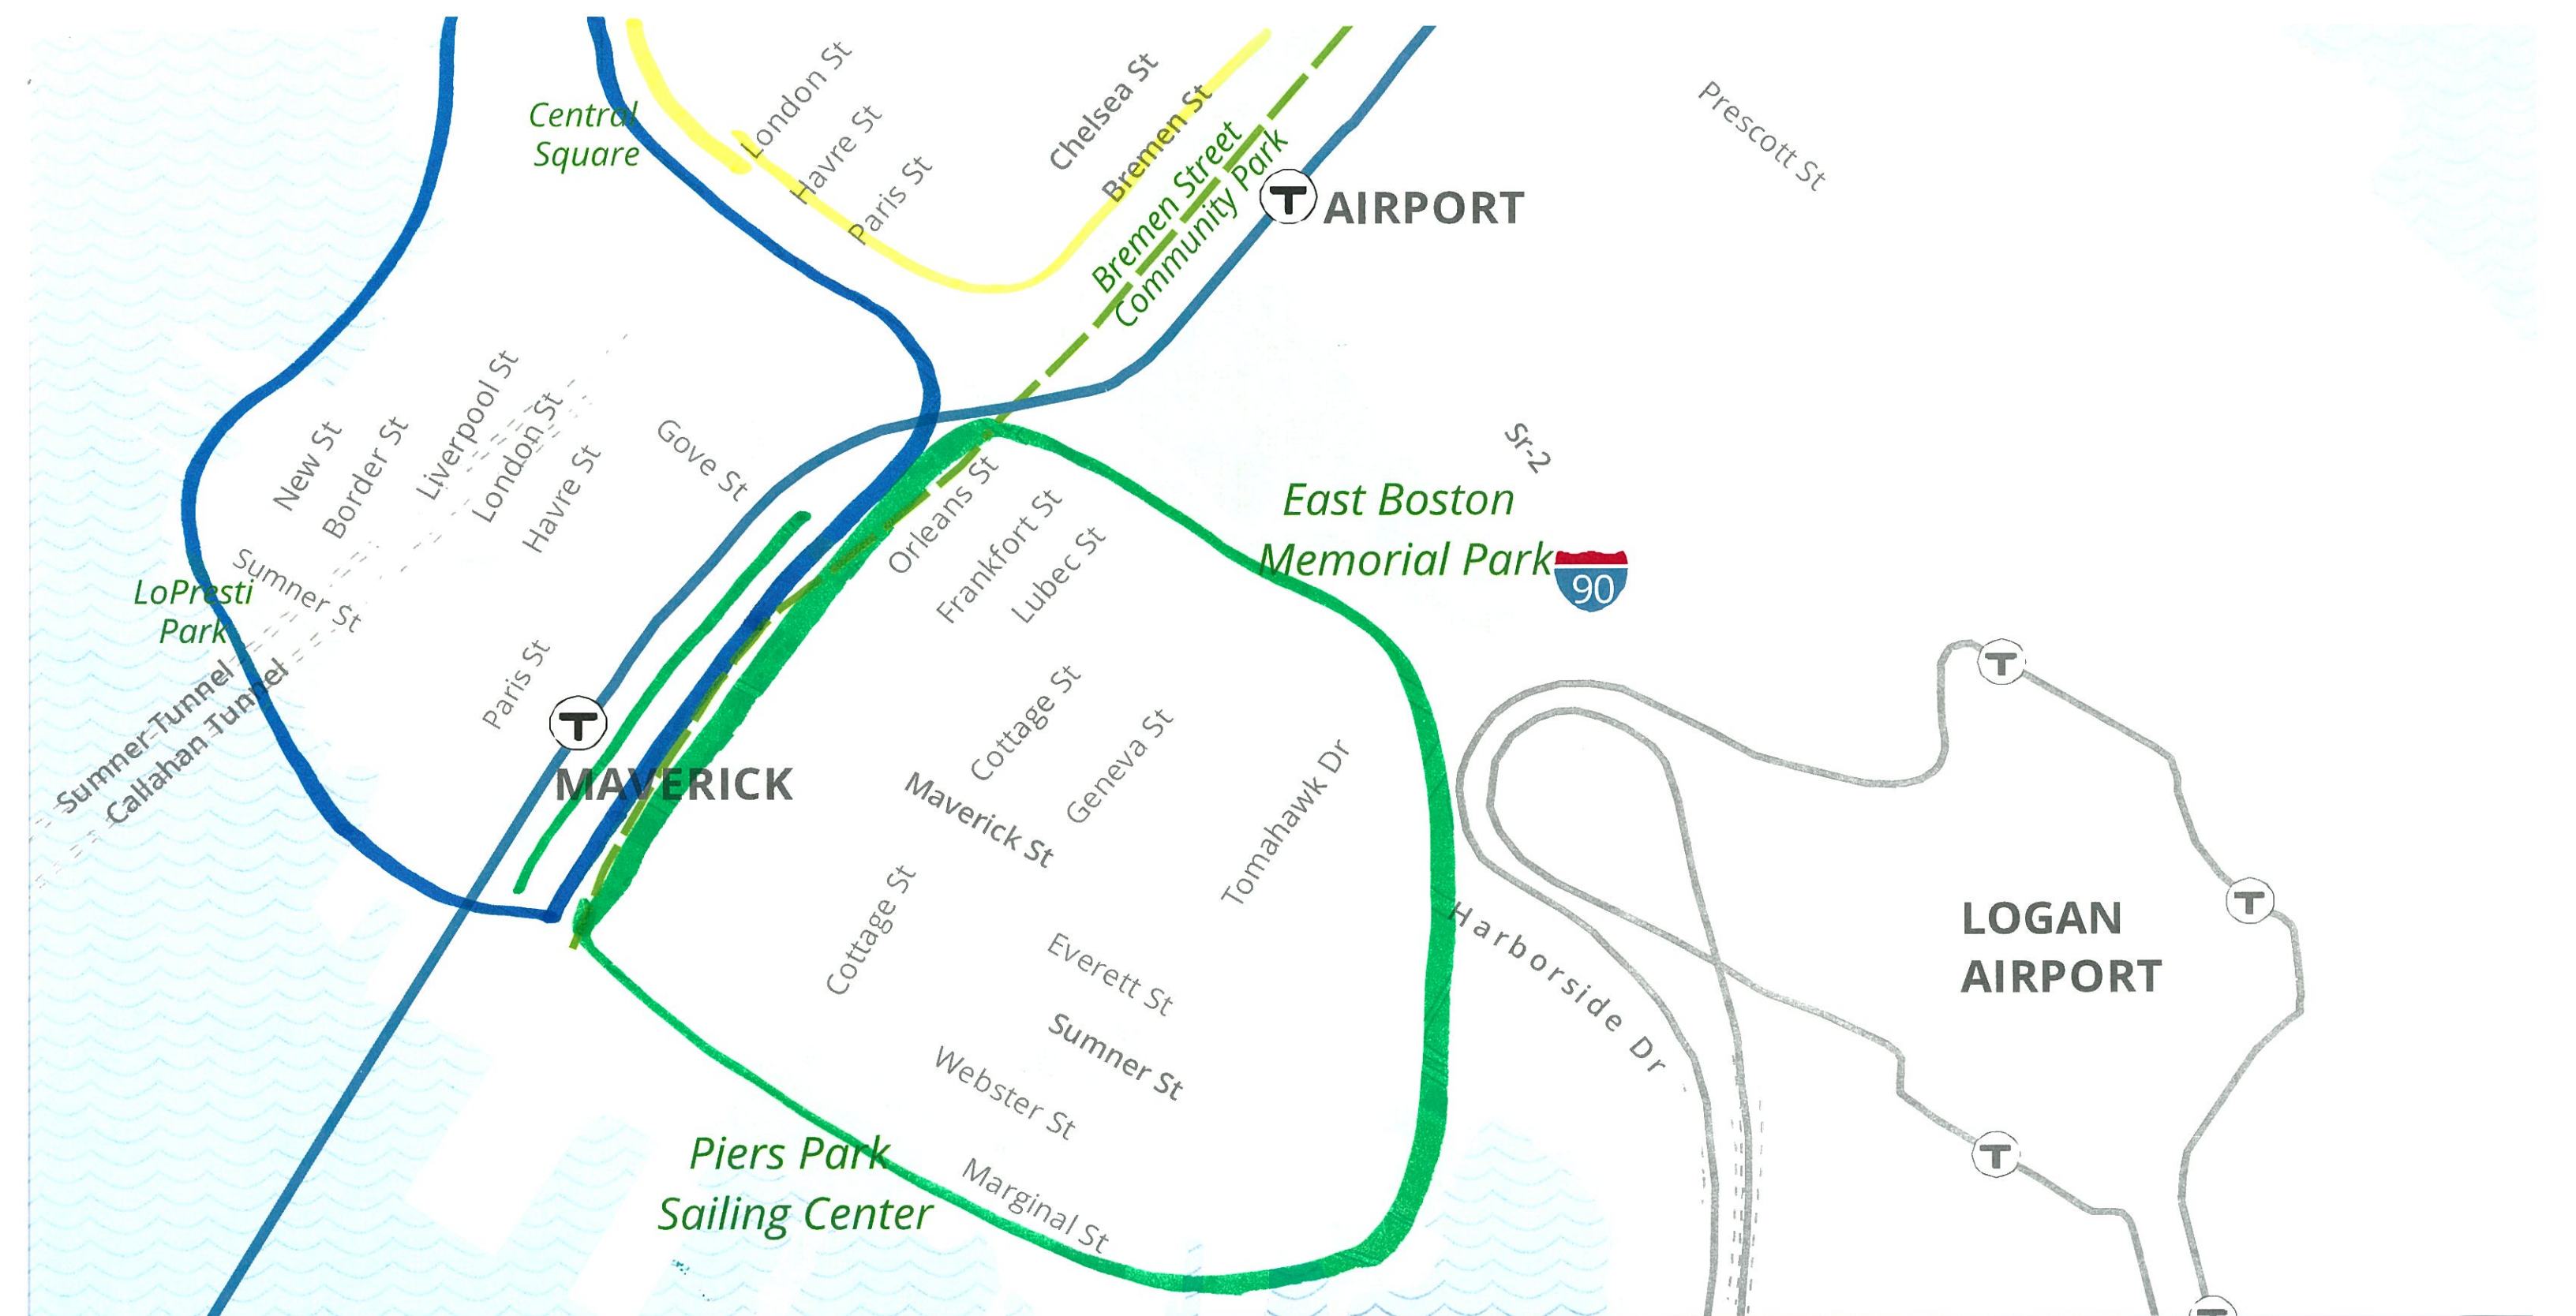 London St
Havre St
Paris St
Chelsea St
Bremen St
Central
Square
Bremen Street
Community Park
T
AIRPORT
Prescott St
New St
Border St
Liverpool St
London St
Havre St
Gove St
Sumner St
LoPresti
Park
Paris St
Sumner Tunnel
Callahan Tunnel
T
MAVERICK
Orleans St
Frankfort St
Lubec St
Sr-2
East Boston
Memorial Park
90
Cottage St
Geneva St
Maverick St
Tomahawk Dr
Cottage St
Everett St
Sumner St
Webster St
Marginal St
Piers Park
Sailing Center
Harborside Dr
T
T
LOGAN
AIRPORT
T
T